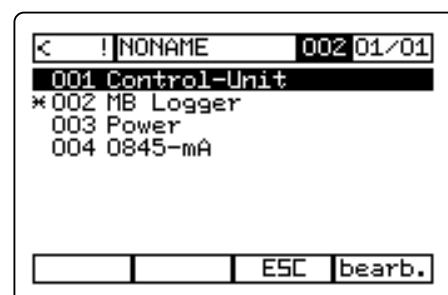 < ! NONAME 002 01/01
001 Control-Unit
*002 MB Logger
003 Power
004 0845-mA
ESC bearb.